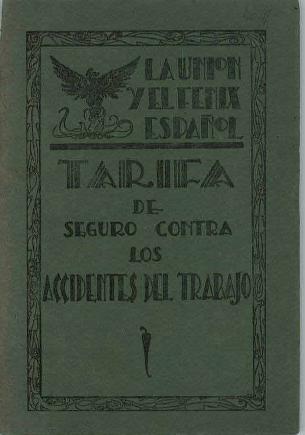 LA UNION
Y EL FENIX
ESPAÑOL
TARIFA
DE
SEGURO CONTRA
LOS
ACCIDENTES DEL TRABAJO